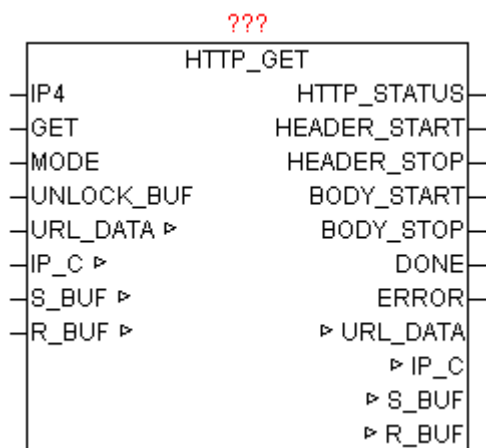 ???
HTTP_GET
IP4 HTTP_STATUS
GET HEADER_START
MODE HEADER_STOP
UNLOCK_BUF BODY_START
URL_DATA ▷ BODY_STOP
IP_C ▷ DONE
S_BUF ▷ ERROR
R_BUF ▷ ▷ URL_DATA
▷ IP_C
▷ S_BUF
▷ R_BUF